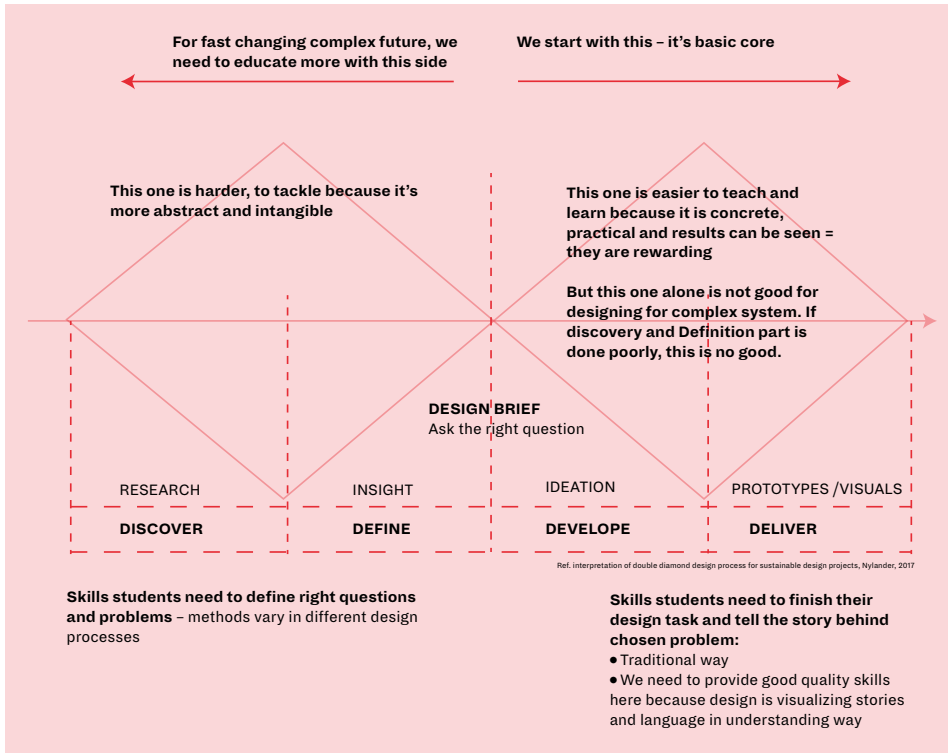 For fast changing complex future, we
need to educate more with this side
We start with this – it's basic core
This one is harder, to tackle because it's
more abstract and intangible
This one is easier to teach and
learn because it is concrete,
practical and results can be seen =
they are rewarding
But this one alone is not good for
designing for complex system. If
discovery and Definition part is
done poorly, this is no good.
DESIGN BRIEF
Ask the right question
RESEARCH
INSIGHT
IDEATION
PROTOTYPES /VISUALS
DISCOVER
DEFINE
DEVELOPE
DELIVER
Ref. interpretation of double diamond design process for sustainable design projects, Nylander, 2017
Skills students need to define right questions
and problems – methods vary in different design
processes
Skills students need to finish their
design task and tell the story behind
chosen problem:
• Traditional way
• We need to provide good quality skills
here because design is visualizing stories
and language in understanding way